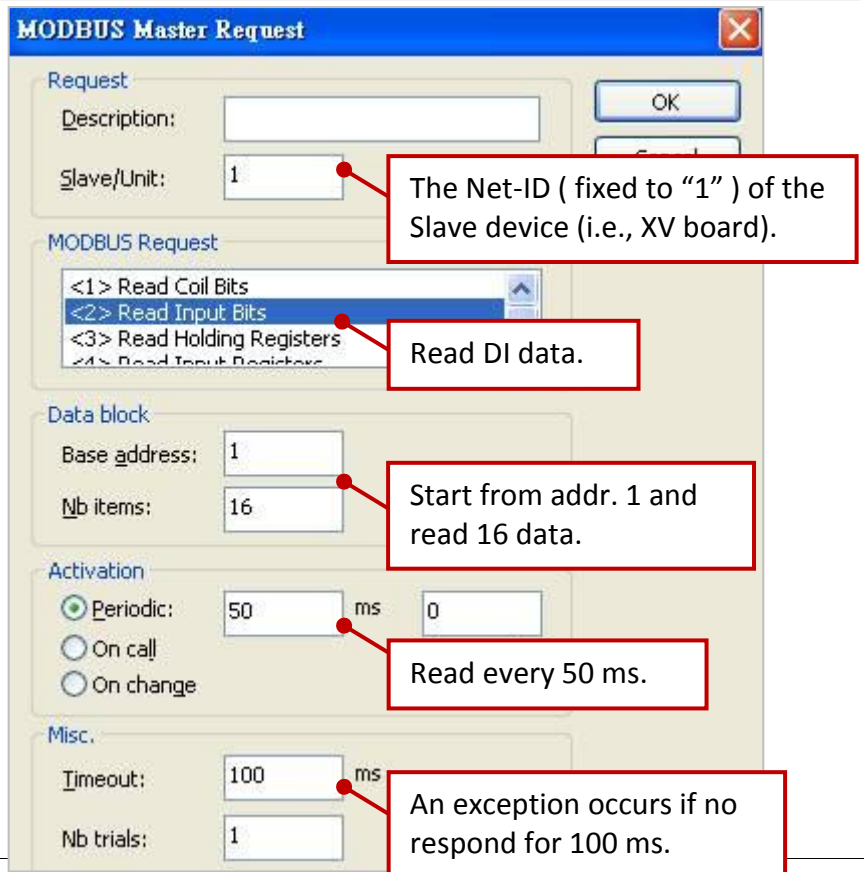 MODBUS Master Request
Request
Description:
OK
Slave/Unit: 1
The Net-ID ( fixed to “1” ) of the
Slave device (i.e., XV board).
MODBUS Request
<1> Read Coil Bits
<2> Read Input Bits
<3> Read Holding Registers
<4> Read Input Registers
Read DI data.
Data block
Base address: 1
Nb items: 16
Start from addr. 1 and
read 16 data.
Activation
Periodic: 50 ms 0
On call
On change
Read every 50 ms.
Misc.
Timeout: 100 ms
Nb trials: 1
An exception occurs if no
respond for 100 ms.